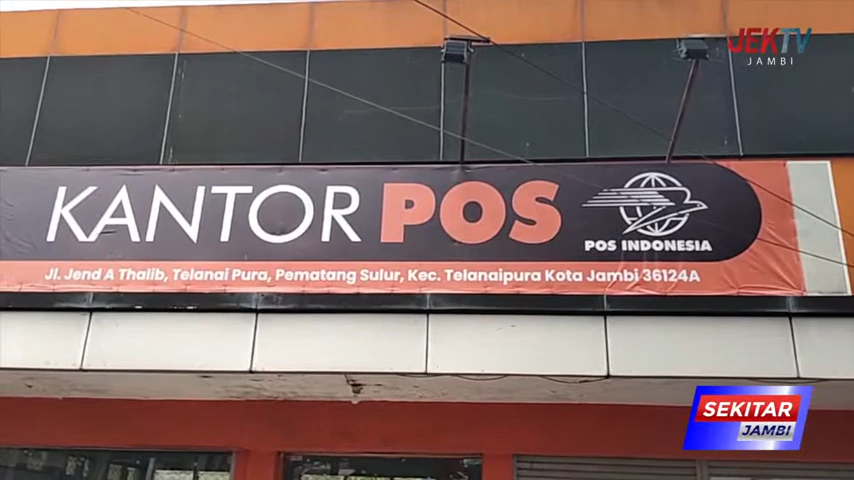 JEKTV
JAMBI
KANTOR POS
POS INDONESIA
Jl. Jend A Thalib, Telanai Pura, Pematang Sulur, Kec. Telanaipura Kota Jambi 36124A
SEKITAR
JAMBI